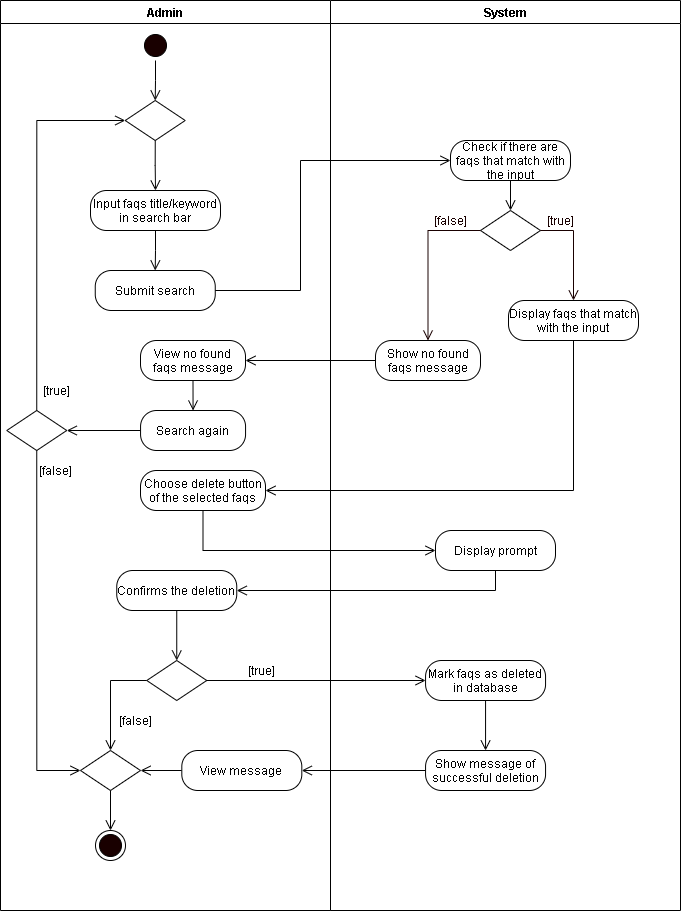 Admin
System
Check if there are
faqs that match with
the input
Input faqs title/keyword
in search bar
[false]
[true]
Submit search
Display faqs that match
with the input
View no found
faqs message
Show no found
faqs message
[true]
Search again
[false]
Choose delete button
of the selected faqs
Display prompt
Confirms the deletion
[true]
Mark faqs as deleted
in database
[false]
View message
Show message of
successful deletion